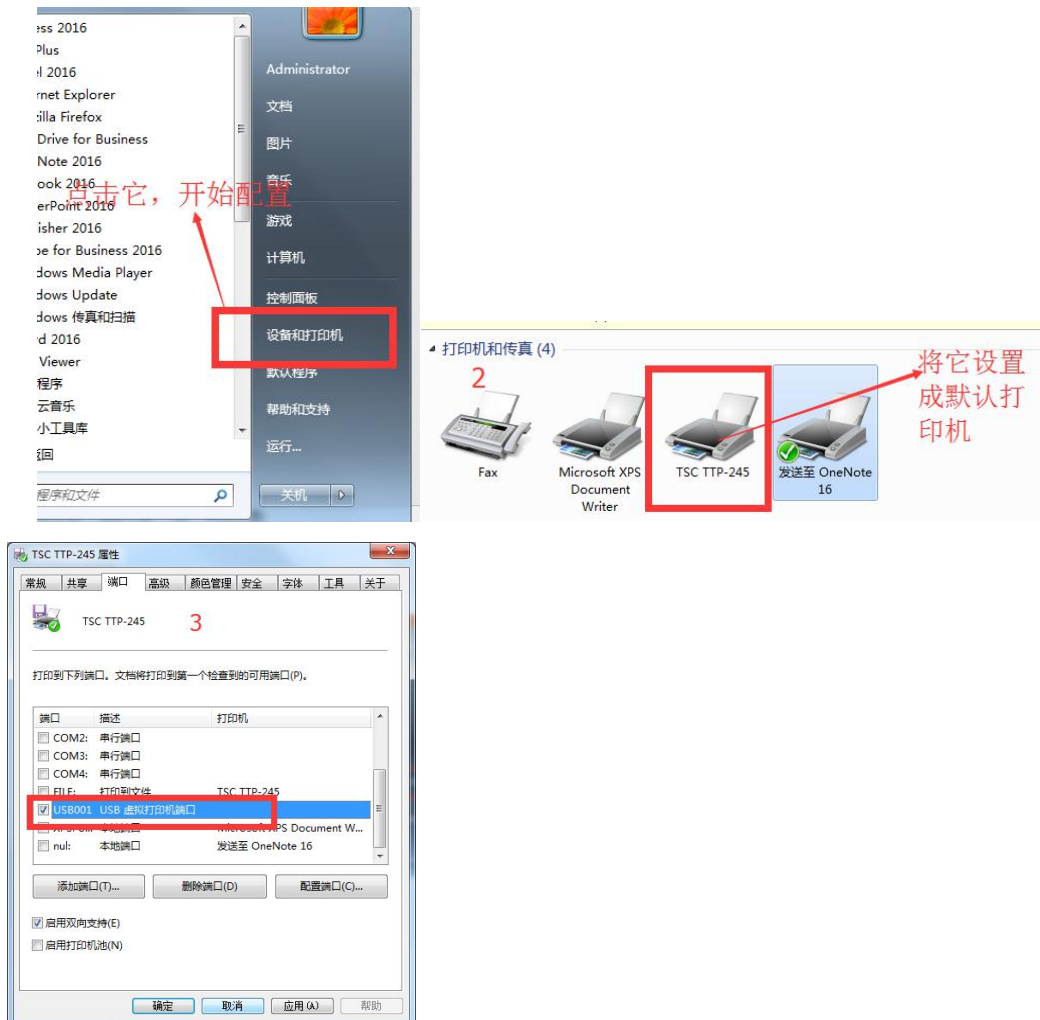 ess 2016
Plus
el 2016
rnet Explorer
zilla Firefox
Drive for Business
Note 2016
ook 2016
erPoint 2016
isher 2016
pe for Business 2016
dows Media Player
dows Update
dows 传真和扫描
rd 2016
Viewer
程序
云音乐
小工具库
返回
程序和文件
Administrator
文档
图片
音乐
游戏
计算机
控制面板
设备和打印机
默认程序
帮助和支持
运行...
关机
点击它，开始配置
打印机和传真 (4)
2
Fax
Microsoft XPS
Document
Writer
TSC TTP-245
发送至 OneNote
16
将它设置
成默认打
印机
TSC TTP-245 属性
常规 共享 端口 高级 颜色管理 安全 字体 工具 关于
TSC TTP-245
3
打印到下列端口。文档将打印到第一个检查到的可用端口(P)。
端口 描述 打印机
COM2: 串行端口
COM3: 串行端口
COM4: 串行端口
FILE: 打印到文件 TSC TTP-245
USB001 USB 虚拟打印机端口
本地端口 Microsoft XPS Document W...
nul: 本地端口 发送至 OneNote 16
添加端口(T)... 删除端口(D) 配置端口(C)...
启用双向支持(E)
启用打印机池(N)
确定 取消 应用(A) 帮助